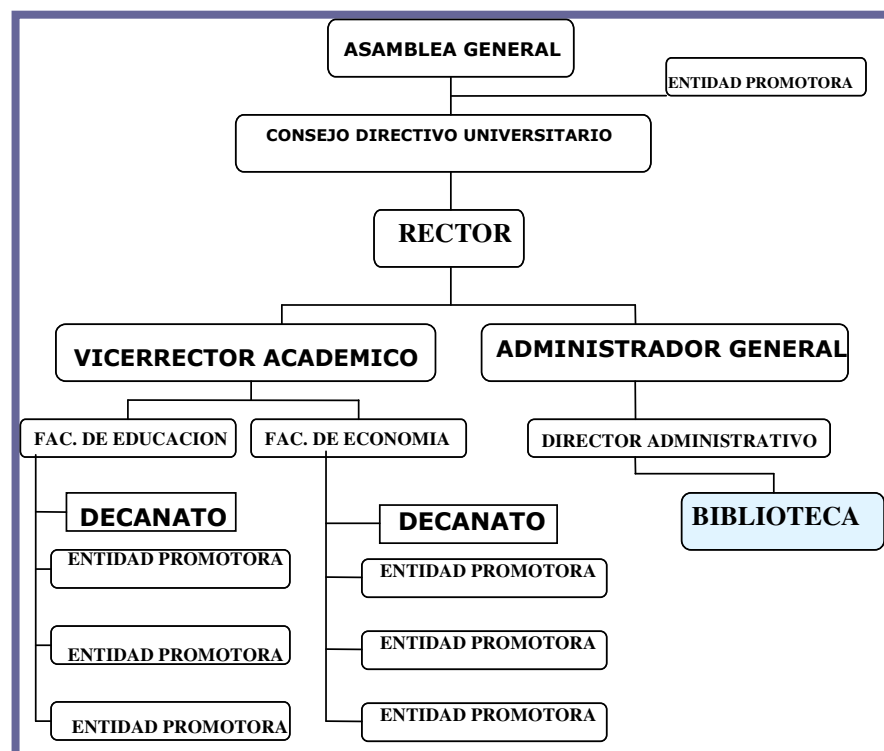 ASAMBLEA GENERAL
ENTIDAD PROMOTORA
CONSEJO DIRECTIVO UNIVERSITARIO
RECTOR
VICERRECTOR ACADEMICO
ADMINISTRADOR GENERAL
FAC. DE EDUCACION
FAC. DE ECONOMIA
DIRECTOR ADMINISTRATIVO
DECANATO
DECANATO
BIBLIOTECA
ENTIDAD PROMOTORA
ENTIDAD PROMOTORA
ENTIDAD PROMOTORA
ENTIDAD PROMOTORA
ENTIDAD PROMOTORA
ENTIDAD PROMOTORA